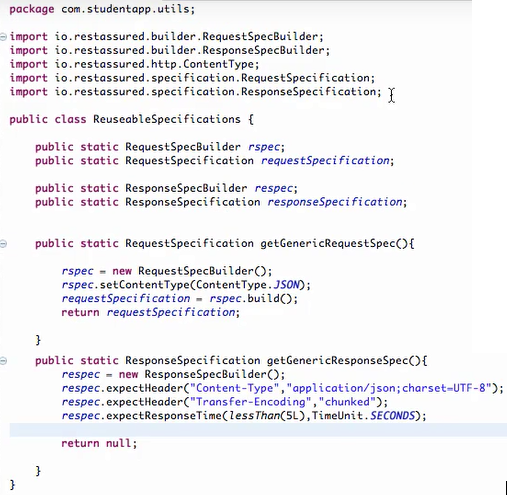 package com.studentapp.utils;
import io.restassured.builder.RequestSpecBuilder;
import io.restassured.builder.ResponseSpecBuilder;
import io.restassured.http.ContentType;
import io.restassured.specification.RequestSpecification;
import io.restassured.specification.ResponseSpecification;
public class ReuseableSpecifications {
public static RequestSpecBuilder rspec;
public static RequestSpecification requestSpecification;
public static ResponseSpecBuilder respec;
public static ResponseSpecification responseSpecification;
public static RequestSpecification getGenericRequestSpec(){
rspec = new RequestSpecBuilder();
rspec.setContentType(ContentType.JSON);
requestSpecification = rspec.build();
return requestSpecification;
}
public static ResponseSpecification getGenericResponseSpec(){
respec = new ResponseSpecBuilder();
respec.expectHeader("Content-Type","application/json;charset=UTF-8");
respec.expectHeader("Transfer-Encoding","chunked");
respec.expectResponseTime(lessThan(5L),TimeUnit.SECONDS);
return null;
}
}